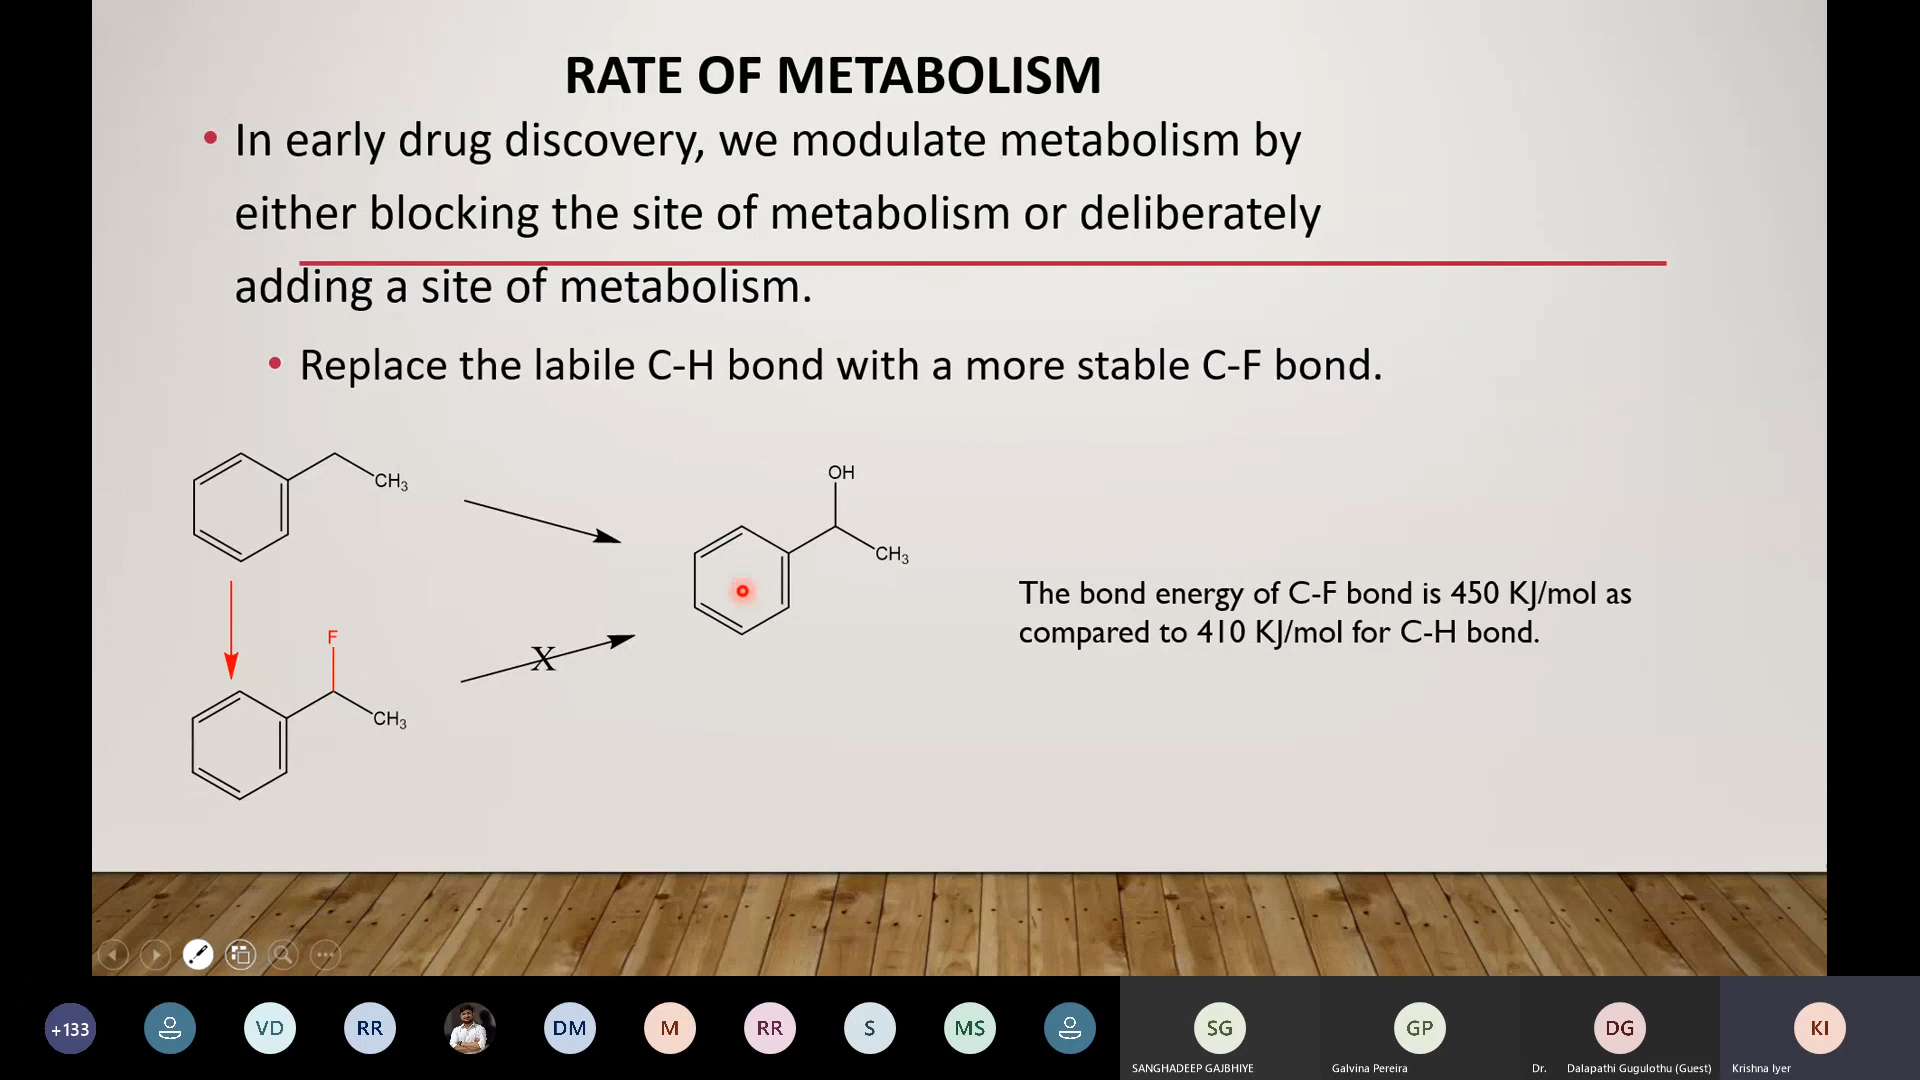 RATE OF METABOLISM
• In early drug discovery, we modulate metabolism by
either blocking the site of metabolism or deliberately
adding a site of metabolism.
• Replace the labile C-H bond with a more stable C-F bond.
CH3
OH
CH3
The bond energy of C-F bond is 450 KJ/mol as
compared to 410 KJ/mol for C-H bond.
F
X
CH3
+133
VD
RR
DM
M
RR
S
MS
SG
GP
DG
KI
SANGHADEEP GAJBHIYE
Galvina Pereira
Dr. Dalapathi Gugulothu (Guest)
Krishna Iyer